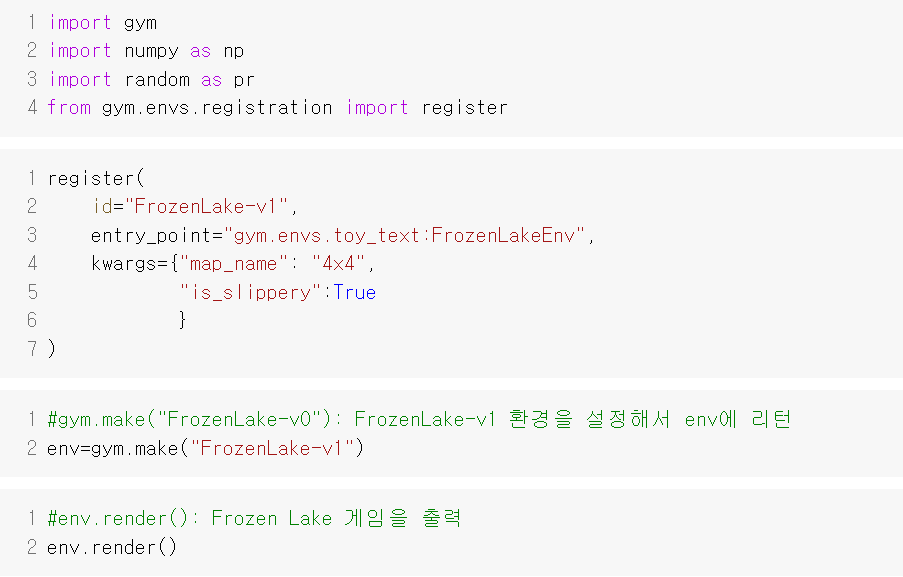 1 import gym
2 import numpy as np
3 import random as pr
4 from gym.envs.registration import register
1 register(
2     id="FrozenLake-v1",
3     entry_point="gym.envs.toy_text:FrozenLakeEnv",
4     kwargs={"map_name": "4x4",
5             "is_slippery":True
6             }
7 )
1 #gym.make("FrozenLake-v0"): FrozenLake-v1 환경을 설정해서 env에 리턴
2 env=gym.make("FrozenLake-v1")
1 #env.render(): Frozen Lake 게임을 출력
2 env.render()